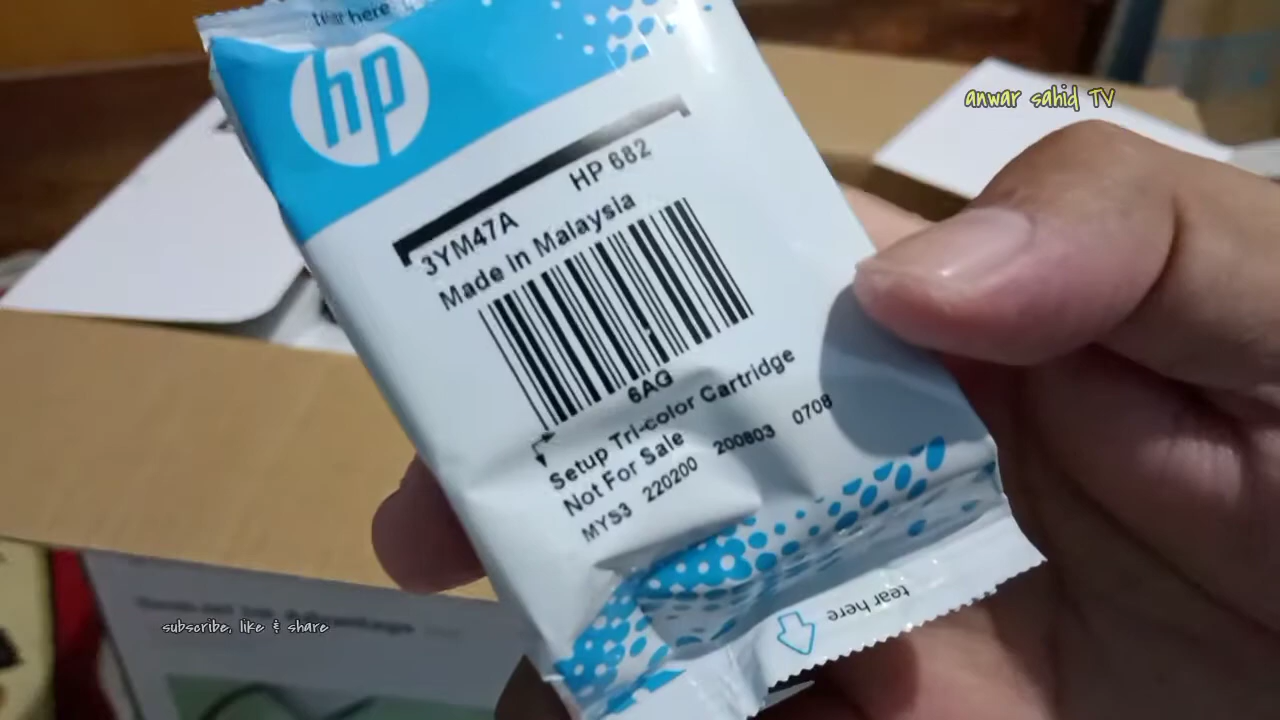 tear here
hp
anwar sahid TV
HP 682
3YM47A
Made in Malaysia
6AG
Setup Tri-color Cartridge
Not For Sale
MYS3 220200 200803 0708
tear here
subscribe, like & share